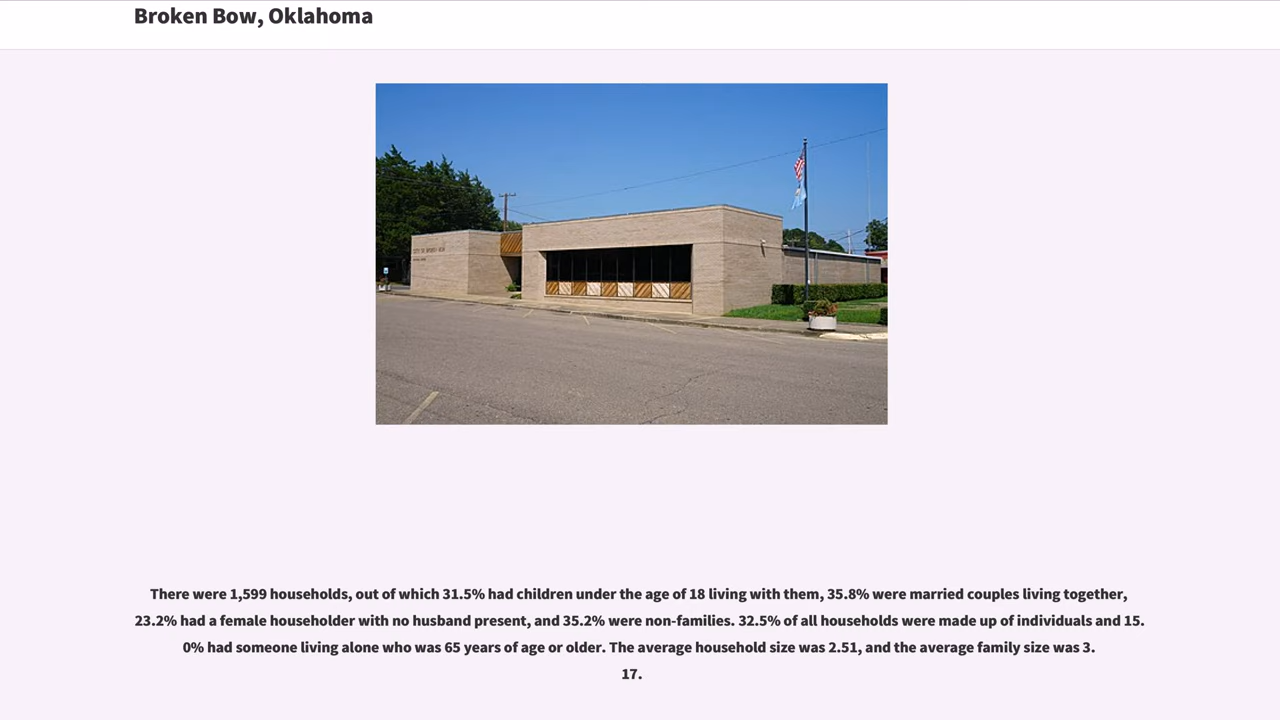 Broken Bow, Oklahoma
There were 1,599 households, out of which 31.5% had children under the age of 18 living with them, 35.8% were married couples living together,
23.2% had a female householder with no husband present, and 35.2% were non-families. 32.5% of all households were made up of individuals and 15.
0% had someone living alone who was 65 years of age or older. The average household size was 2.51, and the average family size was 3.
17.